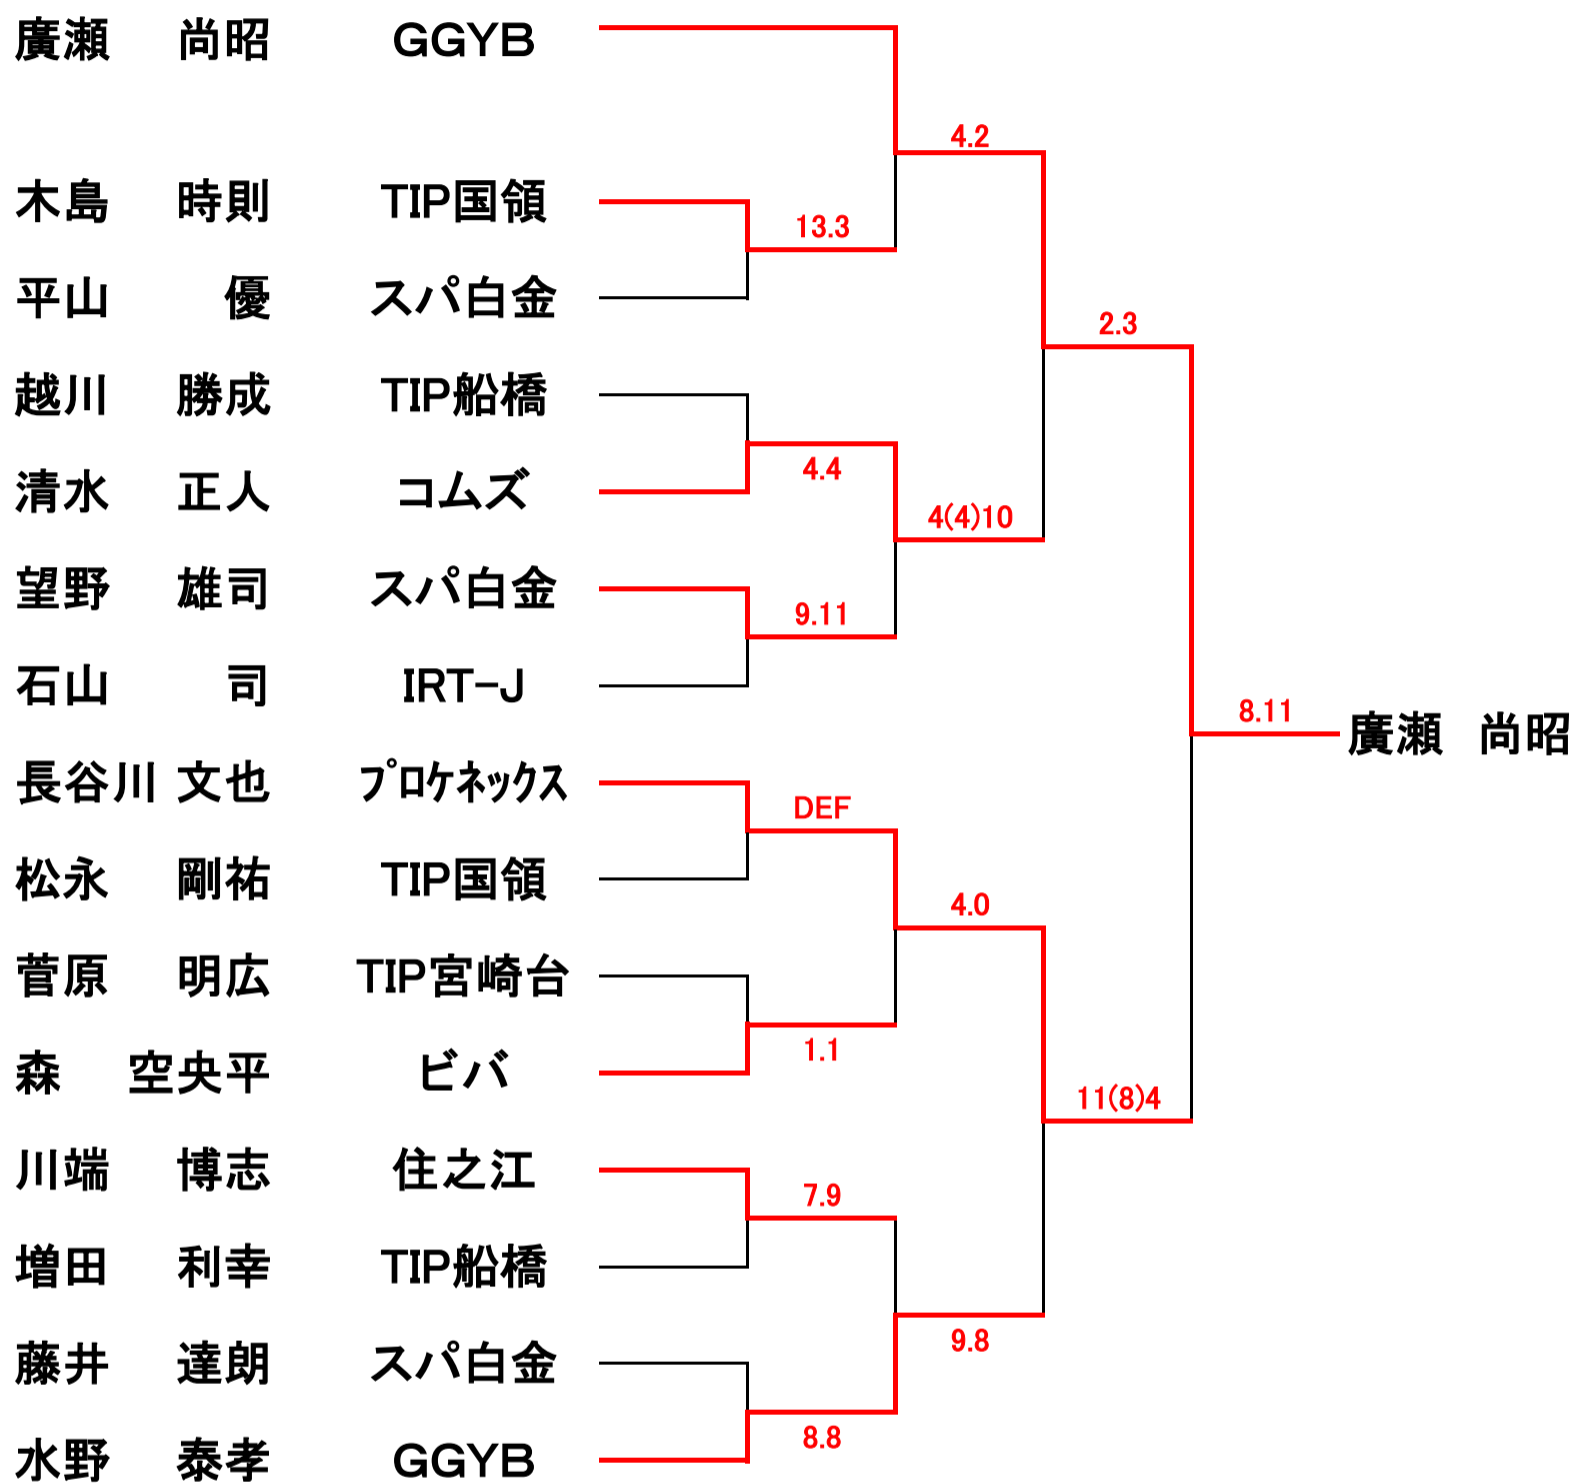 廣瀬 尚昭 GGYB
4.2
木島 時則 TIP国領
13.3
平山 優 スパ白金
2.3
越川 勝成 TIP船橋
4.4
清水 正人 コムズ
4(4)10
望野 雄司 スパ白金
9.11
石山 司 IRT-J
8.11
廣瀬 尚昭
長谷川 文也 プロケネックス
DEF
松永 剛祐 TIP国領
4.0
菅原 明広 TIP宮崎台
1.1
森 空央平 ビバ
11(8)4
川端 博志 住之江
7.9
増田 利幸 TIP船橋
9.8
藤井 達朗 スパ白金
8.8
水野 泰孝 GGYB